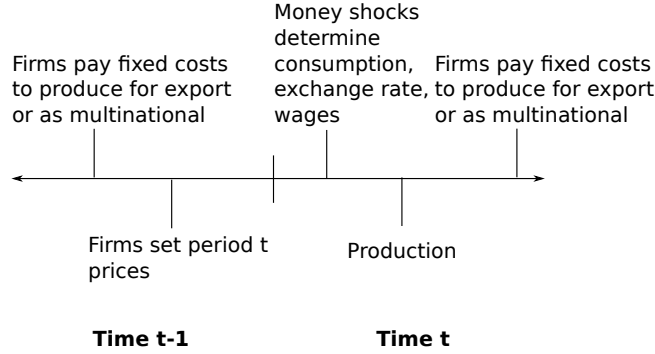 Firms pay fixed costs
to produce for export
or as multinational
Money shocks
determine
consumption,
exchange rate,
wages
Firms pay fixed costs
to produce for export
or as multinational
Firms set period t
prices
Production
Time t-1
Time t